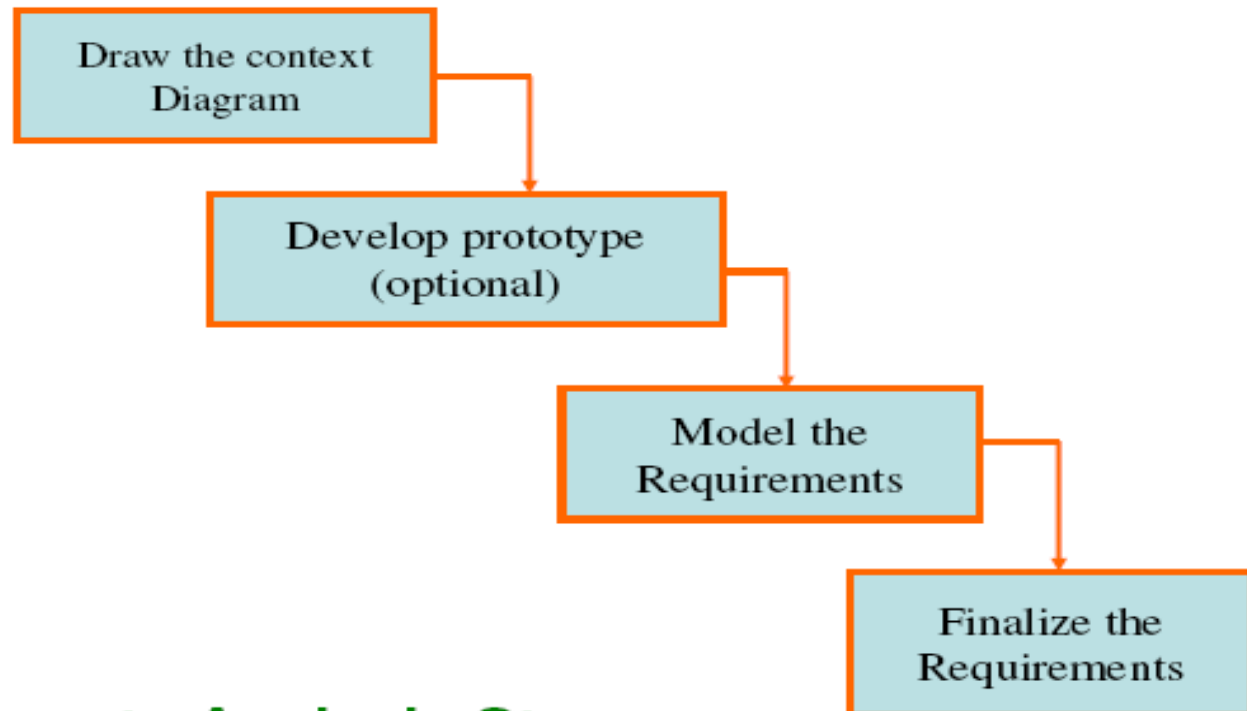 Draw the context
Diagram
Develop prototype
(optional)
Model the
Requirements
Finalize the
Requirements